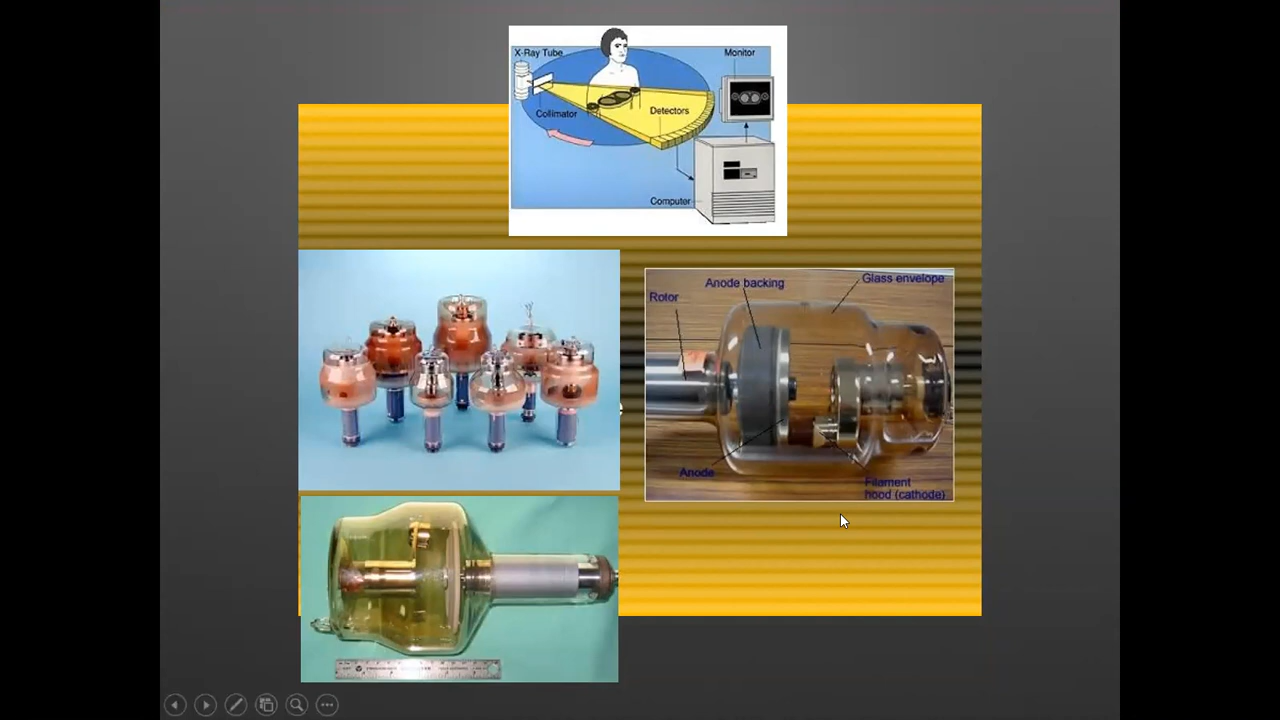 X-Ray Tube
Monitor
Collimator
Detectors
Computer
Anode backing
Glass envelope
Rotor
Anode
Filament
hood (cathode)